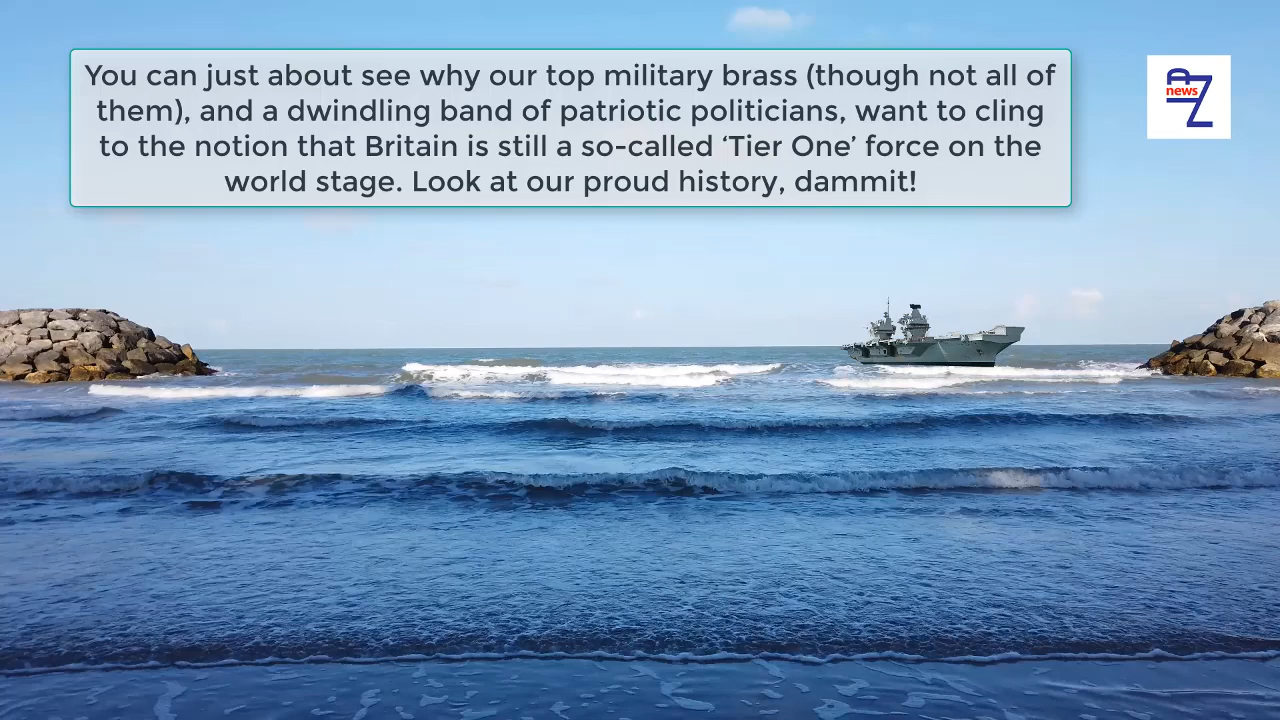 You can just about see why our top military brass (though not all of
them), and a dwindling band of patriotic politicians, want to cling
to the notion that Britain is still a so-called ‘Tier One’ force on the
world stage. Look at our proud history, dammit!
AZ
news